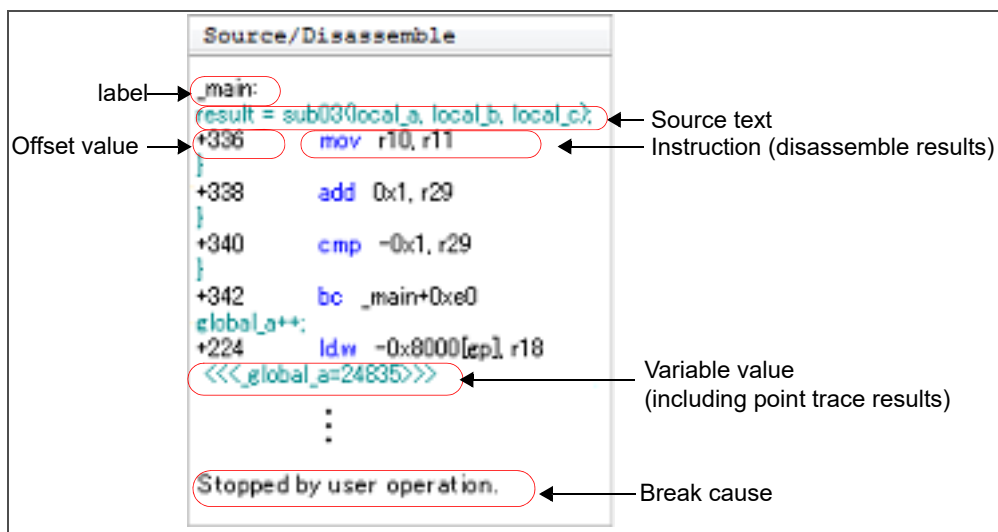 Source/Disassemble
label
_main:
result = sub03(local_a, local_b, local_c);
Source text
Offset value
+336 mov r10, r11
Instruction (disassemble results)
}
+338 add 0x1, r29
}
+340 cmp -0x1, r29
}
+342 bc _main+0xe0
global_a++;
+224 ld.w -0x8000[gp], r18
<<<_global_a=24835>>>
Variable value
(including point trace results)
Stopped by user operation.
Break cause